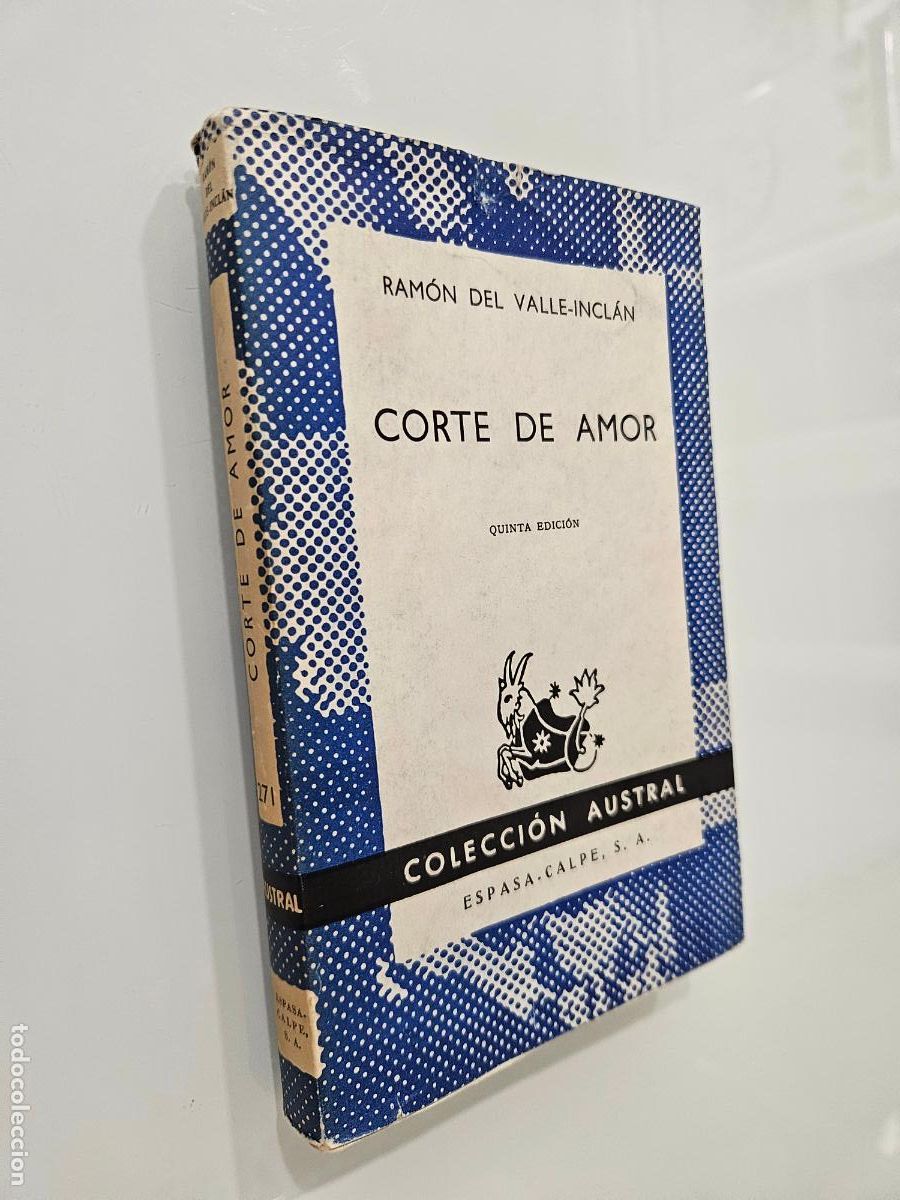 RAMÓN DEL VALLE-INCLÁN
CORTE DE AMOR
QUINTA EDICIÓN
COLECCIÓN AUSTRAL
ESPASA-CALPE, S. A.
DEL
CORTE DE AMOR
271
ESPASA-
CALPE,
S. A.
todocoleccion